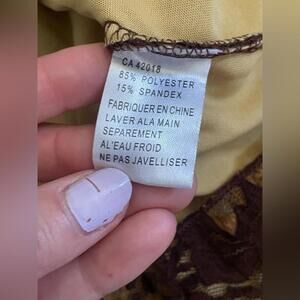 CA 42018
85% POLYESTER
15% SPANDEX
FABRIQUER EN CHINE
LAVER ALA MAIN
SEPAREMENT
AL'EAU FROID
NE PAS JAVELLISER